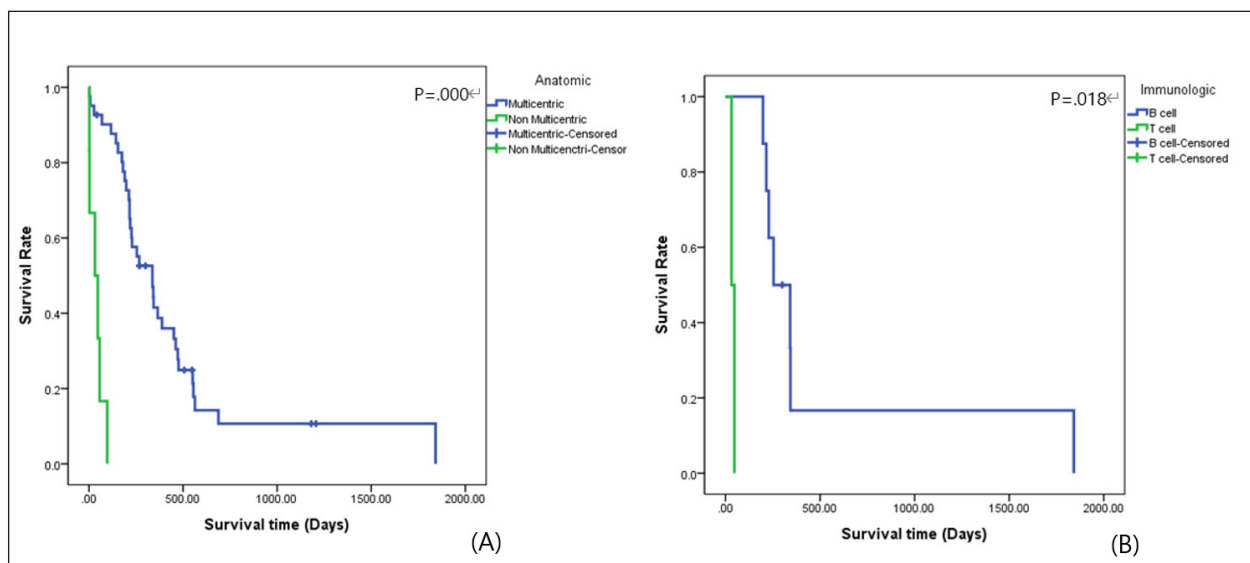 P=.000↵
Anatomic
Multicentric
Non Multicentric
Multicentric-Censored
Non Multicenctri-Censor
Survival Rate
1.0
0.8
0.6
0.4
0.2
0.0
.00 500.00 1000.00 1500.00 2000.00
Survival time (Days)
(A)
P=.018↵
Immunologic
B cell
T cell
B cell-Censored
T cell-Censored
Survival Rate
1.0
0.8
0.6
0.4
0.2
0.0
.00 500.00 1000.00 1500.00 2000.00
Survival time (Days)
(B)